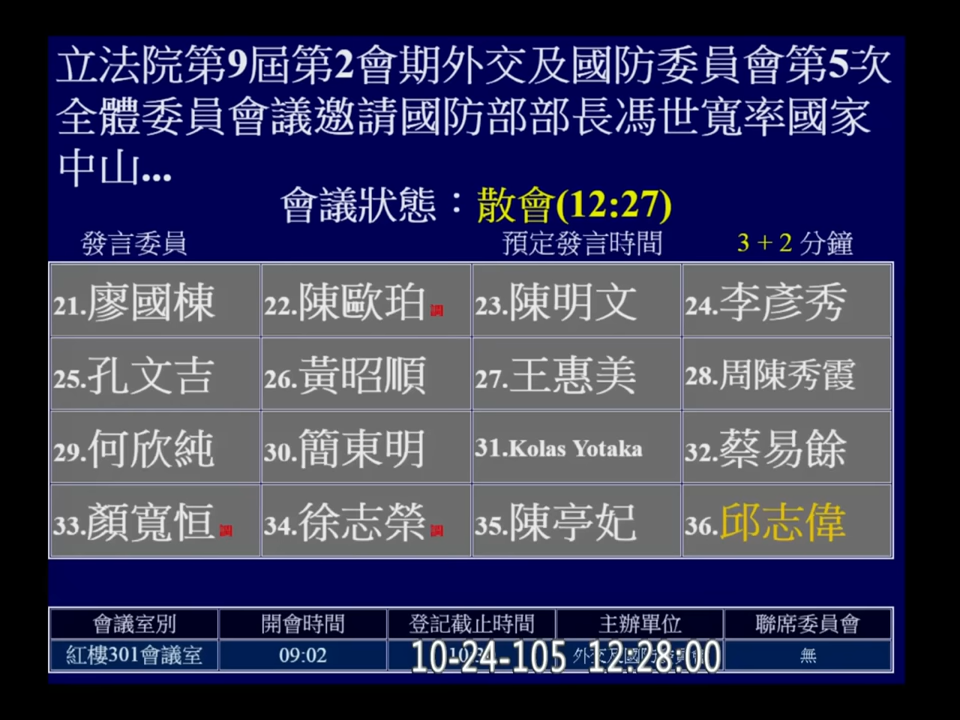 立法院第9屆第2會期外交及國防委員會第5次
全體委員會議邀請國防部部長馮世寬率國家
中山...
會議狀態：散會(12:27)
發言委員 預定發言時間 3 + 2 分鐘
21.廖國棟 22.陳歐珀 調 23.陳明文 24.李彥秀
25.孔文吉 26.黃昭順 27.王惠美 28.周陳秀霞
29.何欣純 30.簡東明 31.Kolas Yotaka 32.蔡易餘
33.顏寬恒 調 34.徐志榮 調 35.陳亭妃 36.邱志偉
會議室別 開會時間 登記截止時間 主辦單位 聯席委員會
紅樓301會議室 09:02 無
10-24-105 12:28:00